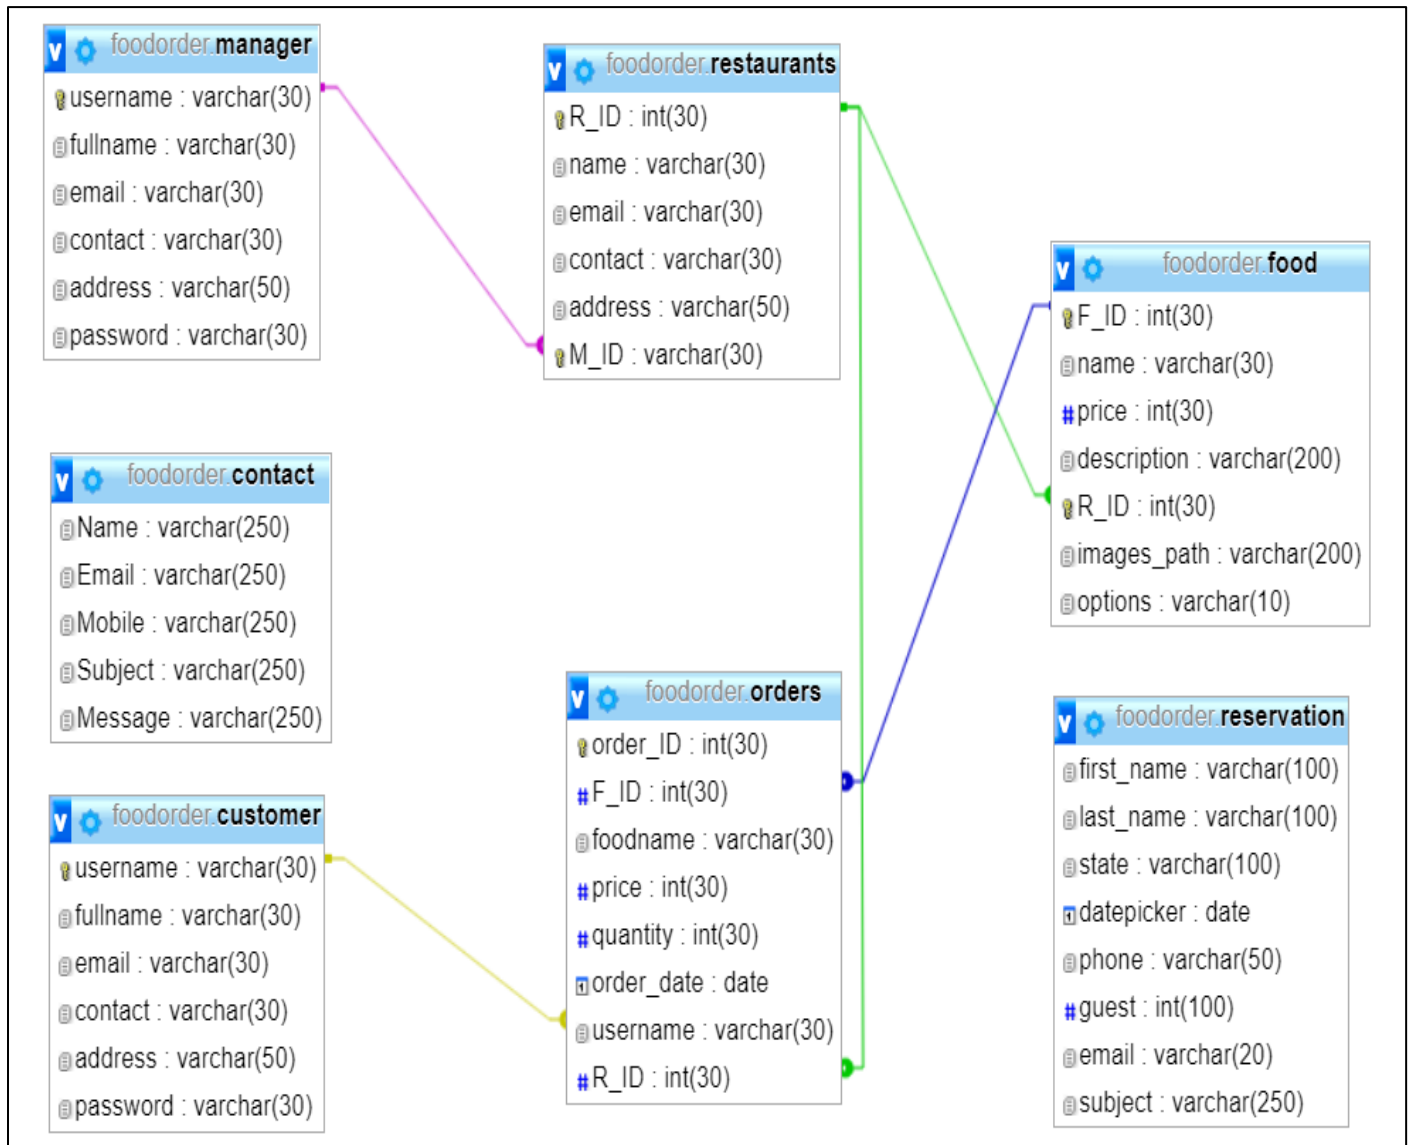 foodorder.manager
username : varchar(30)
fullname : varchar(30)
email : varchar(30)
contact : varchar(30)
address : varchar(50)
password : varchar(30)
foodorder.restaurants
R_ID : int(30)
name : varchar(30)
email : varchar(30)
contact : varchar(30)
address : varchar(50)
M_ID : varchar(30)
foodorder.food
F_ID : int(30)
name : varchar(30)
#price : int(30)
description : varchar(200)
R_ID : int(30)
images_path : varchar(200)
options : varchar(10)
foodorder.contact
Name : varchar(250)
Email : varchar(250)
Mobile : varchar(250)
Subject : varchar(250)
Message : varchar(250)
foodorder.orders
order_ID : int(30)
#F_ID : int(30)
foodname : varchar(30)
#price : int(30)
#quantity : int(30)
order_date : date
username : varchar(30)
#R_ID : int(30)
foodorder.reservation
first_name : varchar(100)
last_name : varchar(100)
state : varchar(100)
datepicker : date
phone : varchar(50)
#guest : int(100)
email : varchar(20)
subject : varchar(250)
foodorder.customer
username : varchar(30)
fullname : varchar(30)
email : varchar(30)
contact : varchar(30)
address : varchar(50)
password : varchar(30)